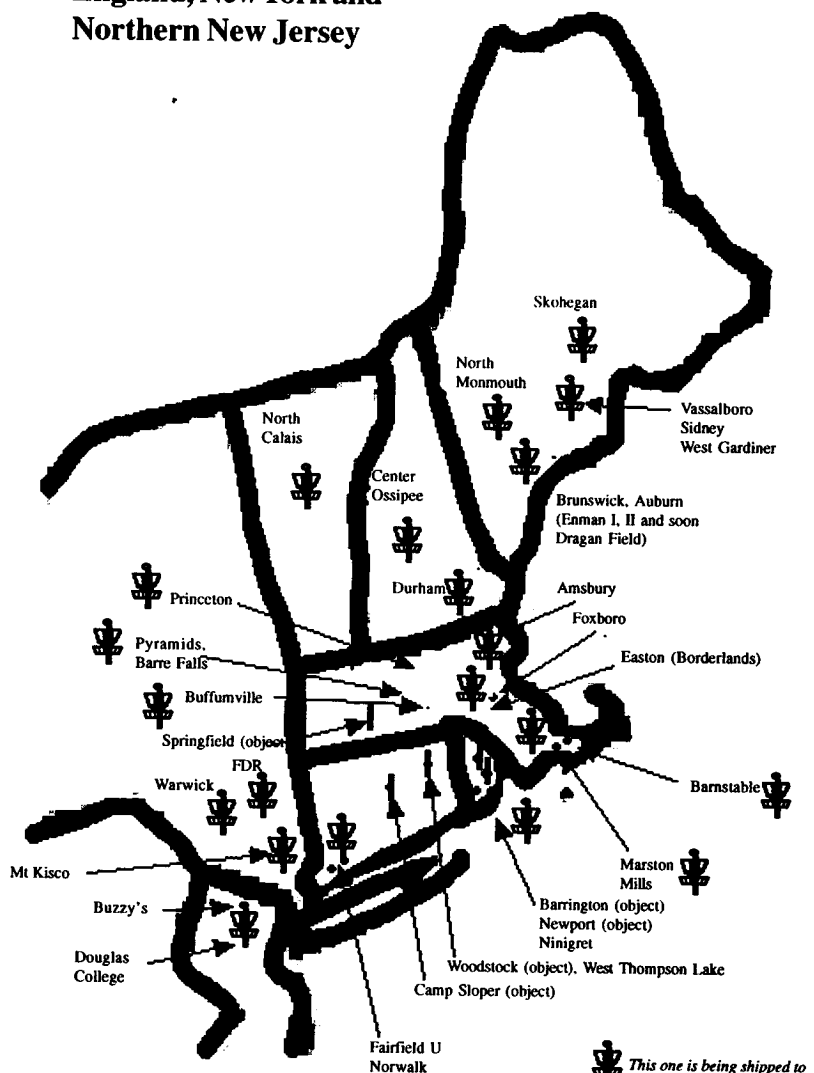 England, New York and
Northern New Jersey
Skohegan
North
Monmouth
Vassalboro
Sidney
West Gardiner
North
Calais
Center
Ossipee
Brunswick, Auburn
(Enman I, II and soon
Dragan Field)
Durham
Amsbury
Princeton
Foxboro
Pyramids,
Barre Falls
Easton (Borderlands)
Buffumville
Springfield (object
FDR
Warwick
Barnstable
Mt Kisco
Marston
Mills
Buzzy's
Barrington (object)
Newport (object)
Ninigret
Douglas
College
Woodstock (object), West Thompson Lake
Camp Sloper (object)
Fairfield U
Norwalk
This one is being shipped to